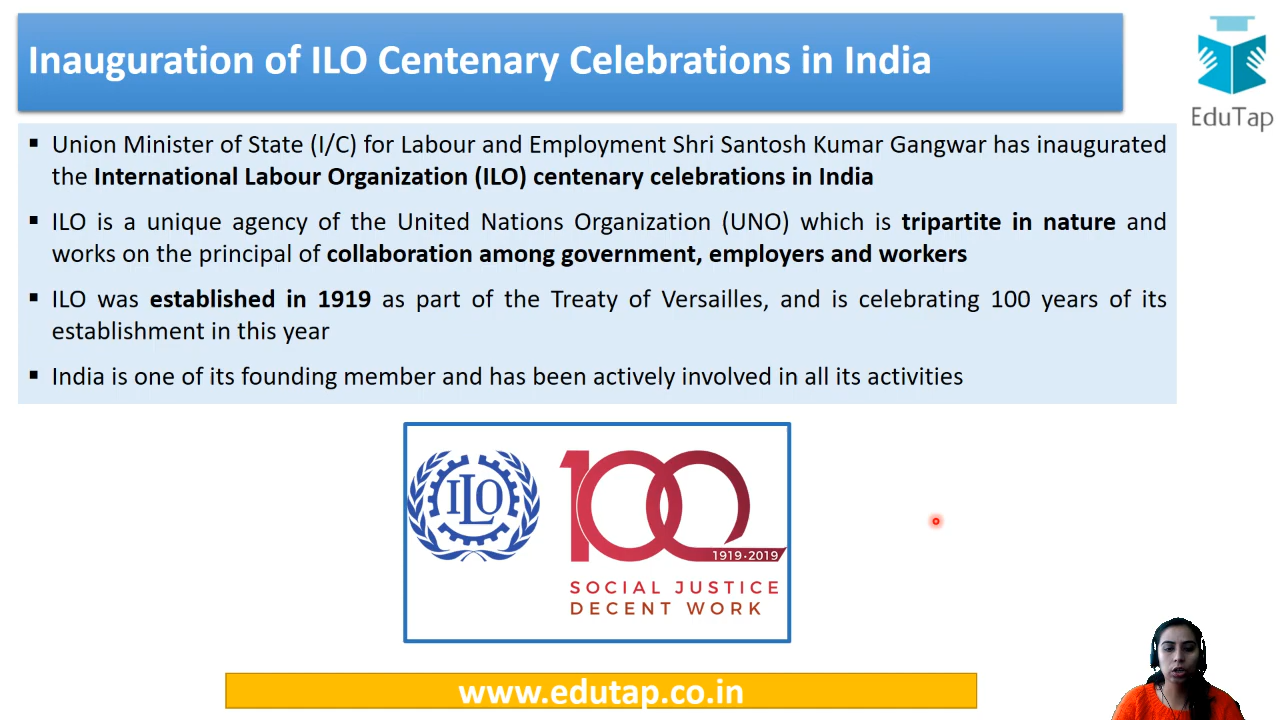 Inauguration of ILO Centenary Celebrations in India
EduTap
▪ Union Minister of State (I/C) for Labour and Employment Shri Santosh Kumar Gangwar has inaugurated
the International Labour Organization (ILO) centenary celebrations in India
▪ ILO is a unique agency of the United Nations Organization (UNO) which is tripartite in nature and
works on the principal of collaboration among government, employers and workers
▪ ILO was established in 1919 as part of the Treaty of Versailles, and is celebrating 100 years of its
establishment in this year
▪ India is one of its founding member and has been actively involved in all its activities
ILO
100
1919•2019
SOCIAL JUSTICE
DECENT WORK
www.edutap.co.in